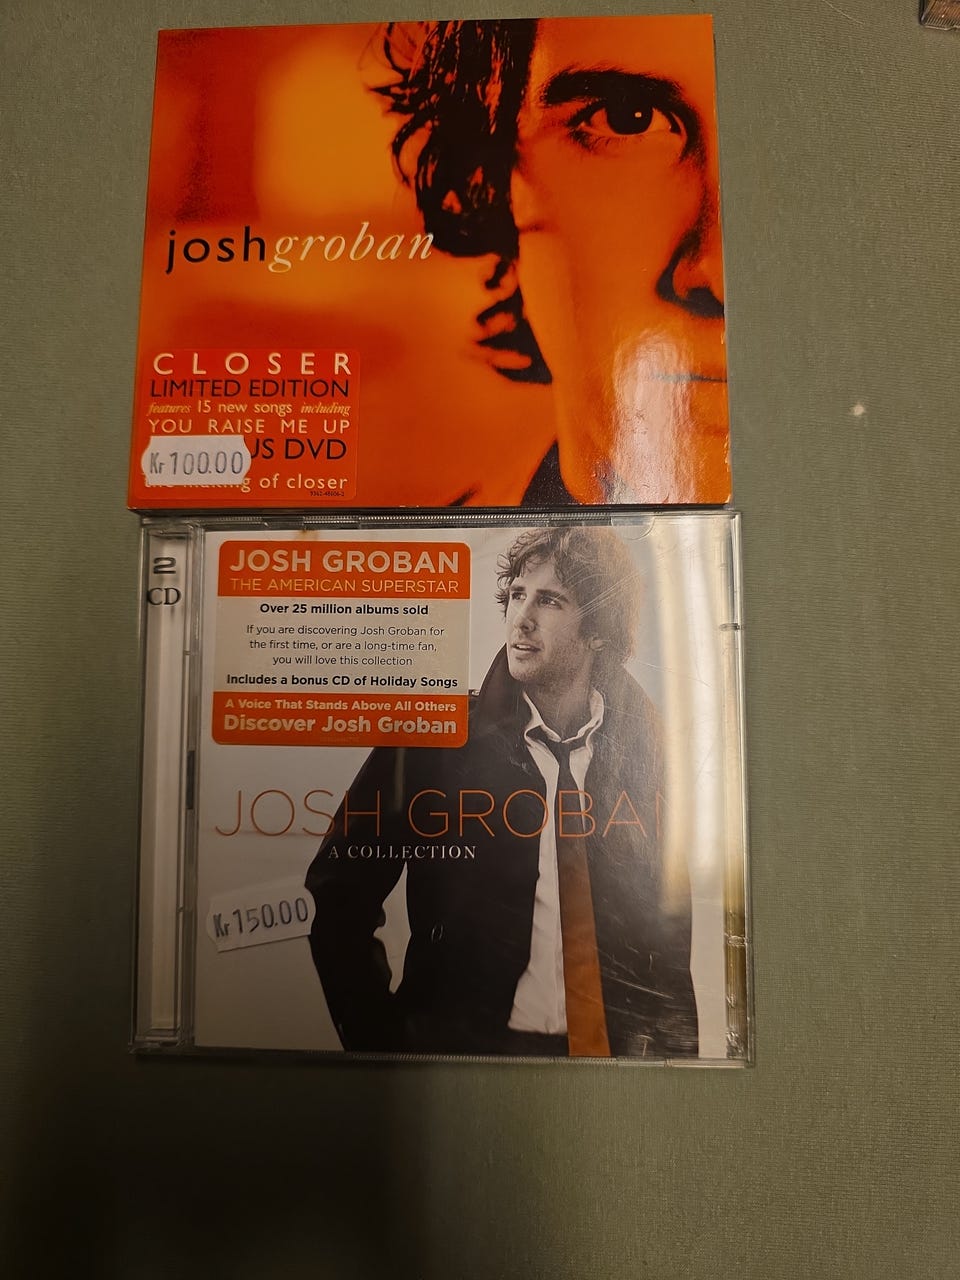 joshgroban
CLOSER
LIMITED EDITION
features 15 new songs including
YOU RAISE ME UP
US DVD
Kr 100.00
of closer
JOSH GROBAN
THE AMERICAN SUPERSTAR
2
CD
Over 25 million albums sold
If you are discovering Josh Groban for
the first time, or are a long-time fan,
you will love this collection
Includes a bonus CD of Holiday Songs
A Voice That Stands Above All Others
Discover Josh Groban
JOSH GROBAN
A COLLECTION
Kr 150.00